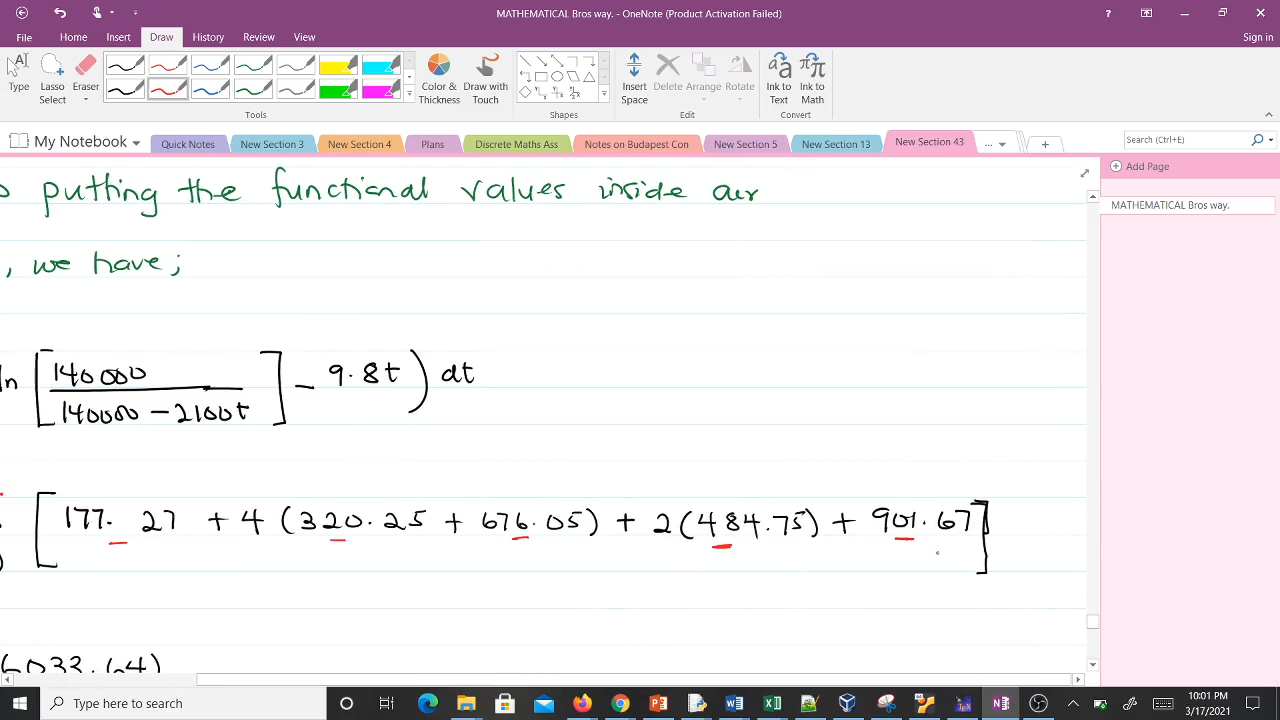 MATHEMATICAL Bros way. - OneNote (Product Activation Failed)
File Home Insert Draw History Review View Sign in
Type Lasso Select Eraser Color & Thickness Draw with Touch Insert Space Delete Arrange Rotate Ink to Text Ink to Math
Tools Shapes Edit Convert
My Notebook Quick Notes New Section 3 New Section 4 Plans Discrete Maths Ass Notes on Budapest Con New Section 5 New Section 13 New Section 43 ... Search (Ctrl+E)
Add Page
MATHEMATICAL Bros way.
putting the functional values inside
, we have;
[140000 / 140000 - 2100t] - 9.8t) dt
[177.27 + 4(320.25 + 676.05) + 2(484.75) + 901.67]
6033.64)
Type here to search
10:01 PM
3/17/2021